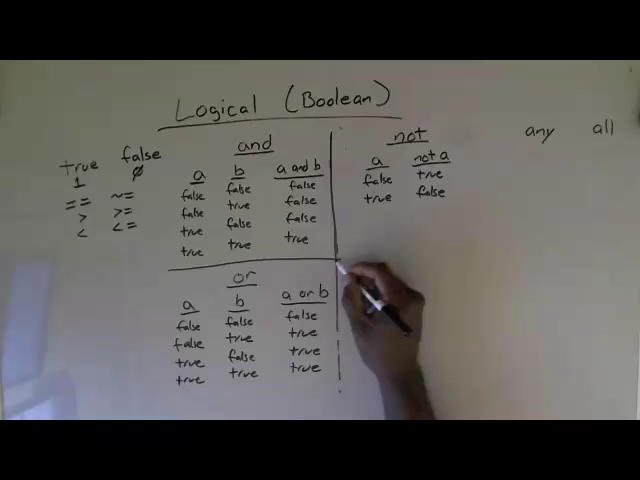 Logical (Boolean)
any all
true false
1 0
== ~=
> >=
< <=
and
a b a and b
false false false
false true false
true false false
true true true
not
a not a
false true
true false
or
a b a or b
false false false
false true true
true false true
true true true